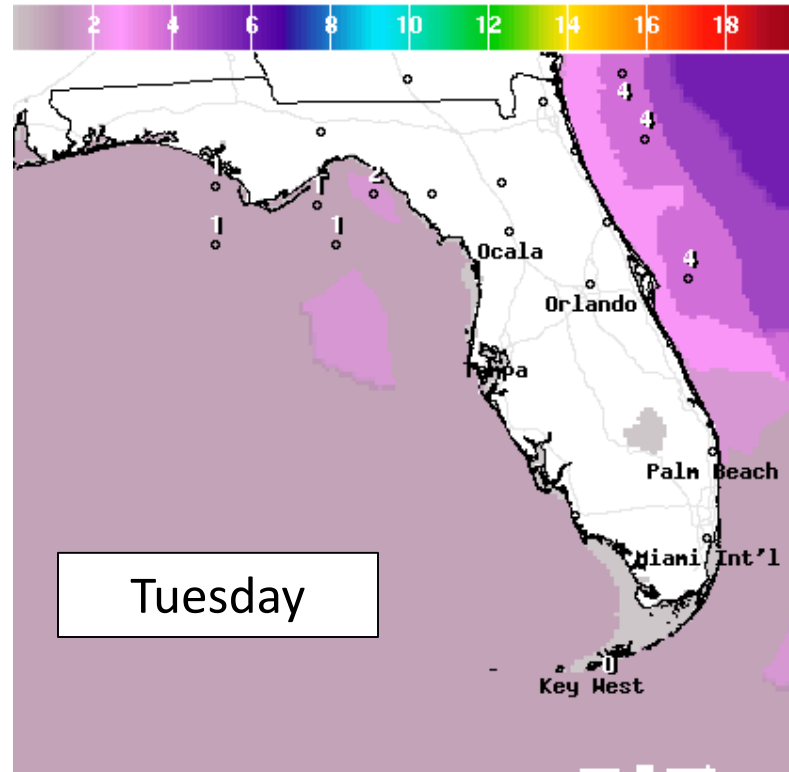 2 4 6 8 10 12 14 16 18
4
4
1 1 2
1 1
Ocala
4
Orlando
Tampa
Palm Beach
Miami Int'l
Tuesday
0
Key West